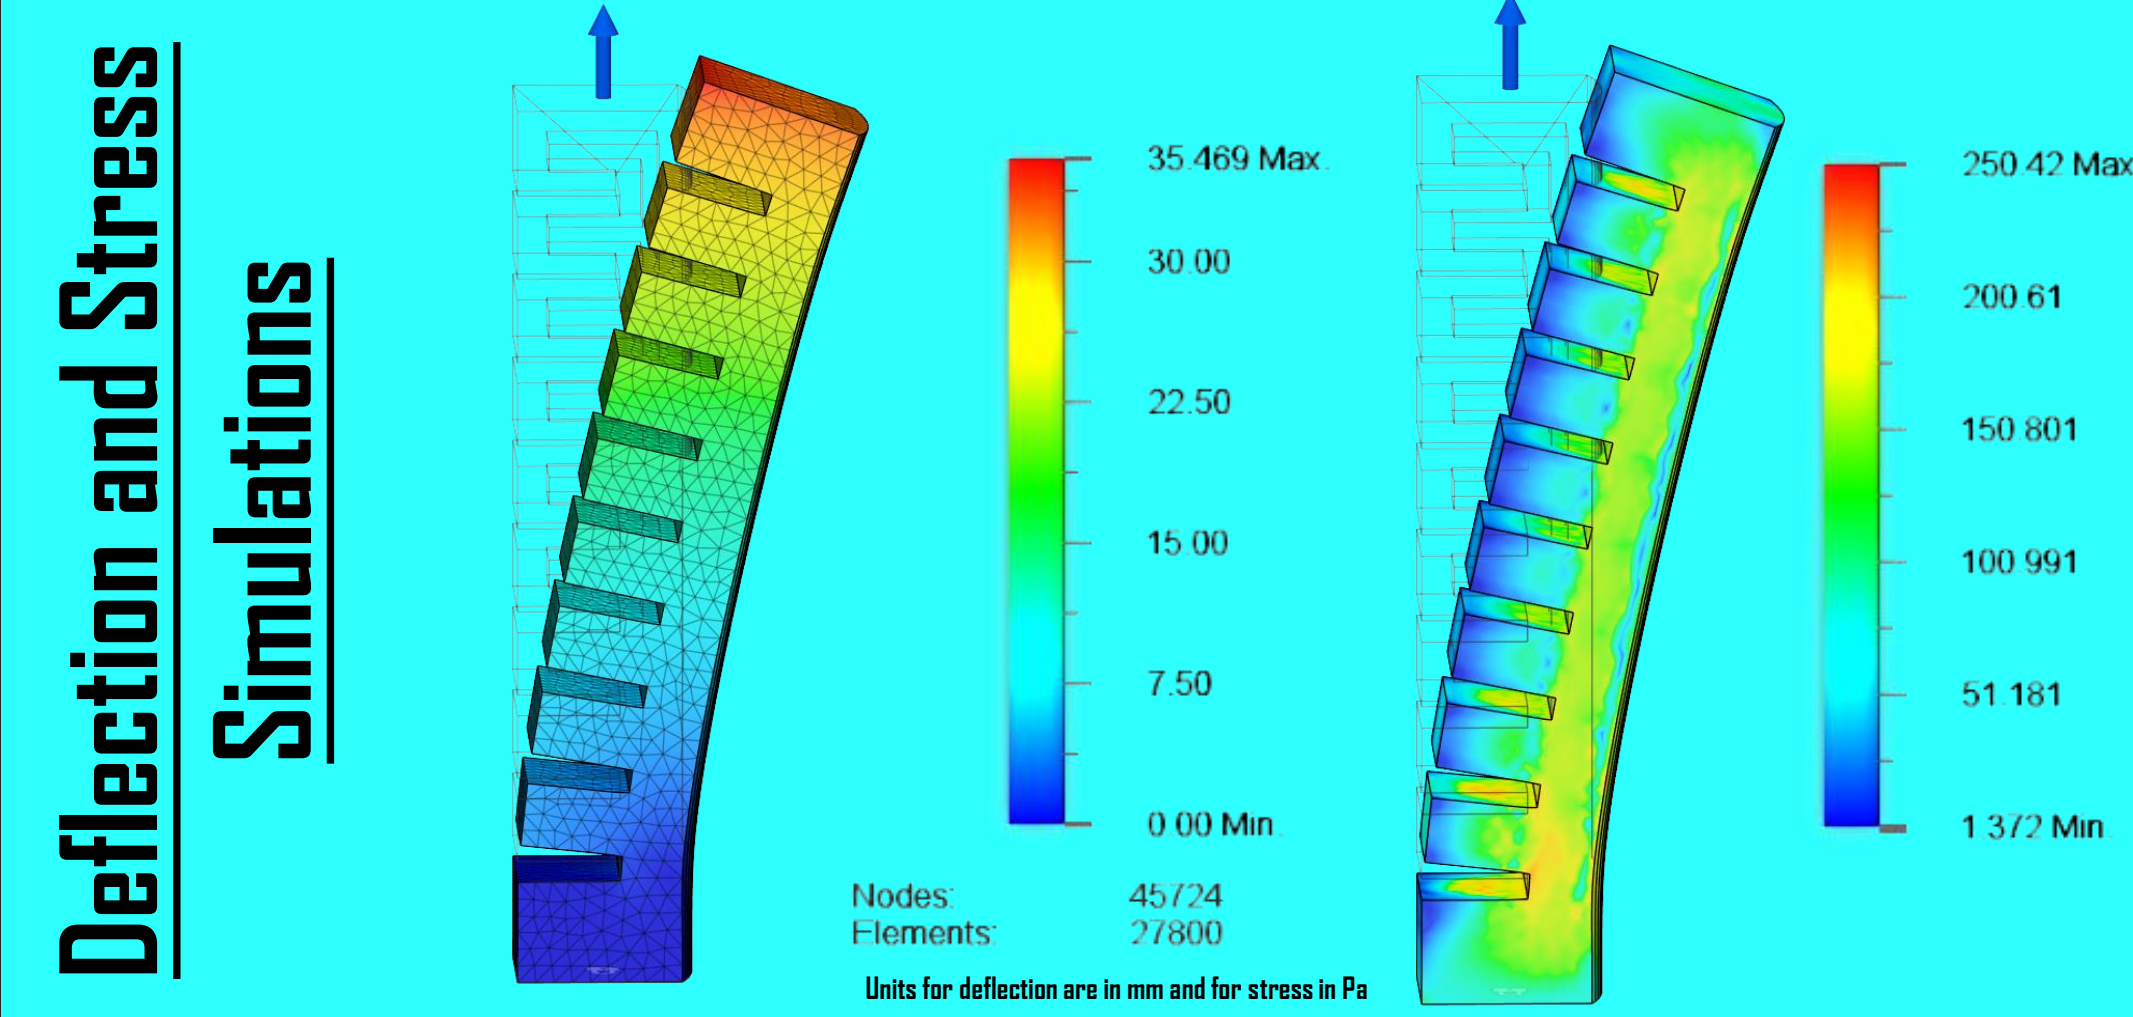 Deflection and Stress
Simulations
35.469 Max.
30.00
22.50
15.00
7.50
0.00 Min.
Nodes: 45724
Elements: 27800
Units for deflection are in mm and for stress in Pa
250.42 Max
200.61
150.801
100.991
51.181
1.372 Min.